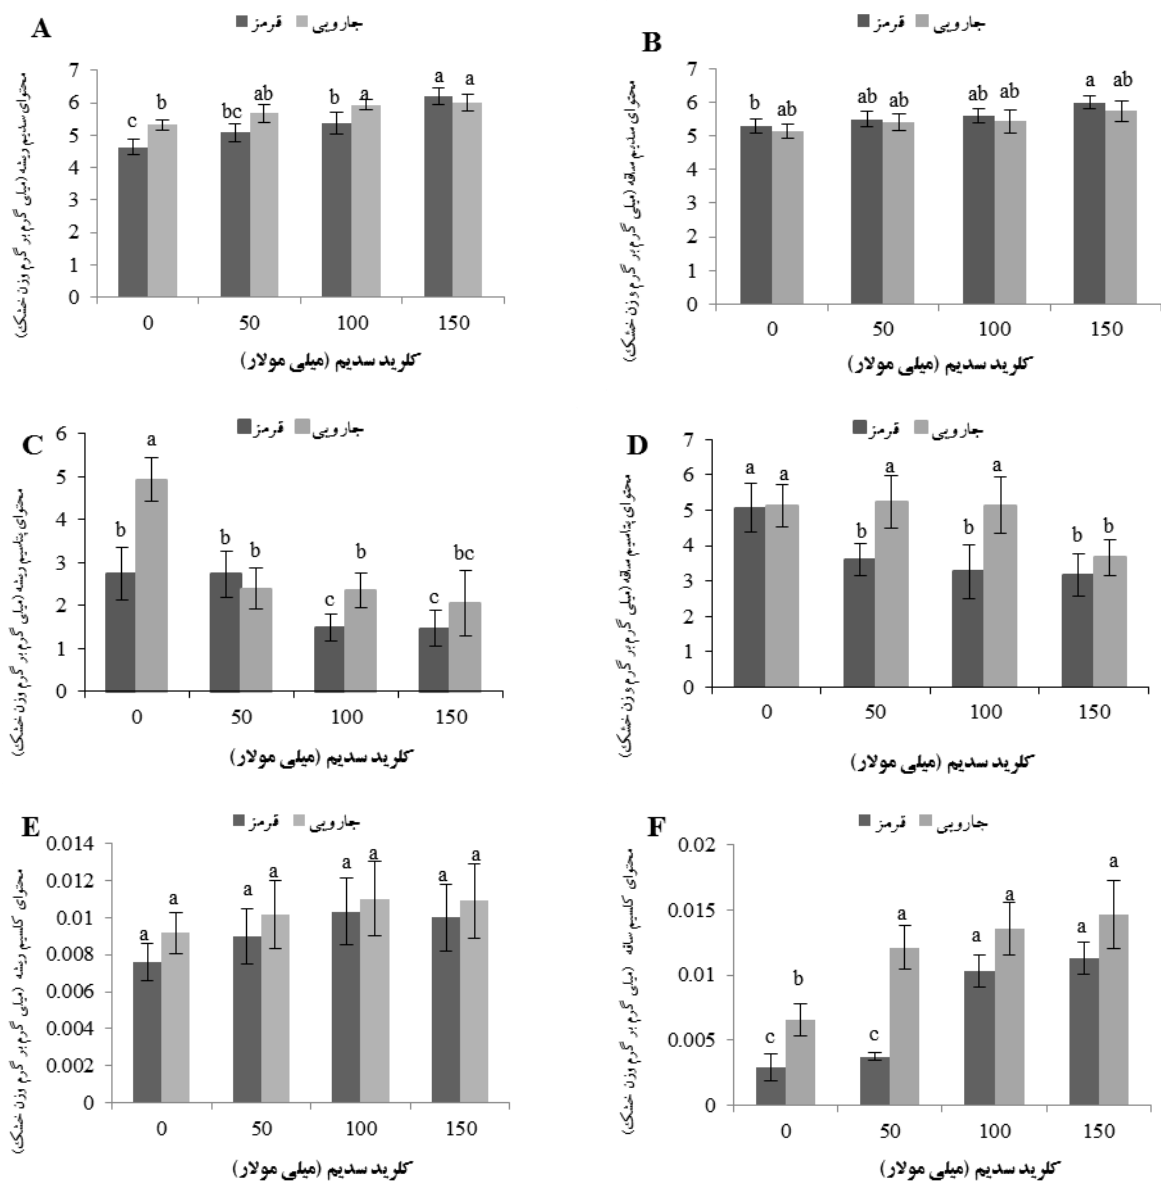 A
قرمز
جارویی
محتوای سدیم ریشه (میلی گرم بر گرم وزن خشک)
7
6
5
4
3
2
1
0
c
b
bc
ab
b
a
a
a
0
50
100
150
کلرید سدیم (میلی مولار)
B
قرمز
جارویی
محتوای سدیم ساقه (میلی گرم بر گرم وزن خشک)
7
6
5
4
3
2
1
0
b
ab
ab
ab
ab
ab
a
ab
0
50
100
150
کلرید سدیم (میلی مولار)
C
قرمز
جارویی
محتوای پتاسیم ریشه (میلی گرم بر گرم وزن خشک)
6
5
4
3
2
1
0
b
a
b
b
c
b
c
bc
0
50
100
150
کلرید سدیم (میلی مولار)
D
قرمز
جارویی
محتوای پتاسیم ساقه (میلی گرم بر گرم وزن خشک)
7
6
5
4
3
2
1
0
a
a
b
a
b
a
b
b
0
50
100
150
کلرید سدیم (میلی مولار)
E
قرمز
جارویی
محتوای کلسیم ریشه (میلی گرم بر گرم وزن خشک)
0.014
0.012
0.01
0.008
0.006
0.004
0.002
0
a
a
a
a
a
a
a
a
0
50
100
150
کلرید سدیم (میلی مولار)
F
قرمز
جارویی
محتوای کلسیم ساقه (میلی گرم بر گرم وزن خشک)
0.02
0.015
0.01
0.005
0
c
b
c
a
a
a
a
a
0
50
100
150
کلرید سدیم (میلی مولار)